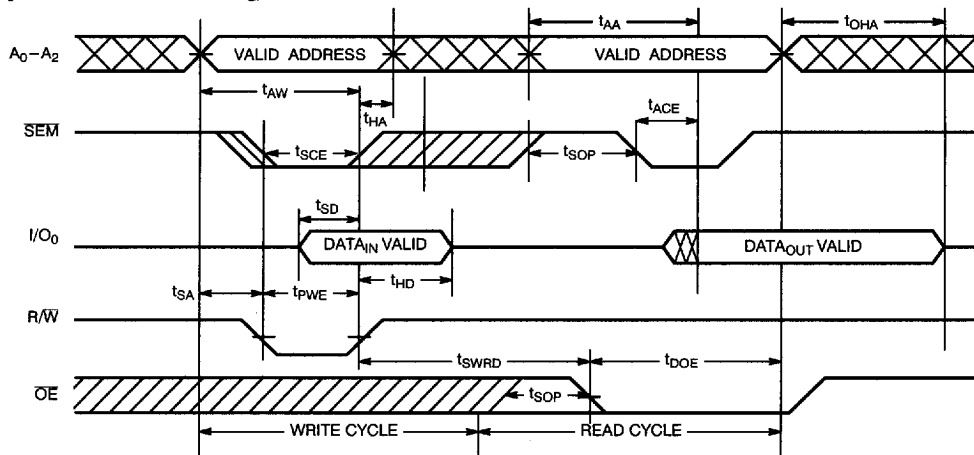 tAA
tOHA
A0–A2
VALID ADDRESS
VALID ADDRESS
tAW
tHA
tACE
SEM
tSCE
tSOP
tSD
I/O0
DATAIN VALID
DATAOUT VALID
tSA
tPWE
tHD
R/W
tSWRD
tDOE
OE
tSOP
WRITE CYCLE
READ CYCLE